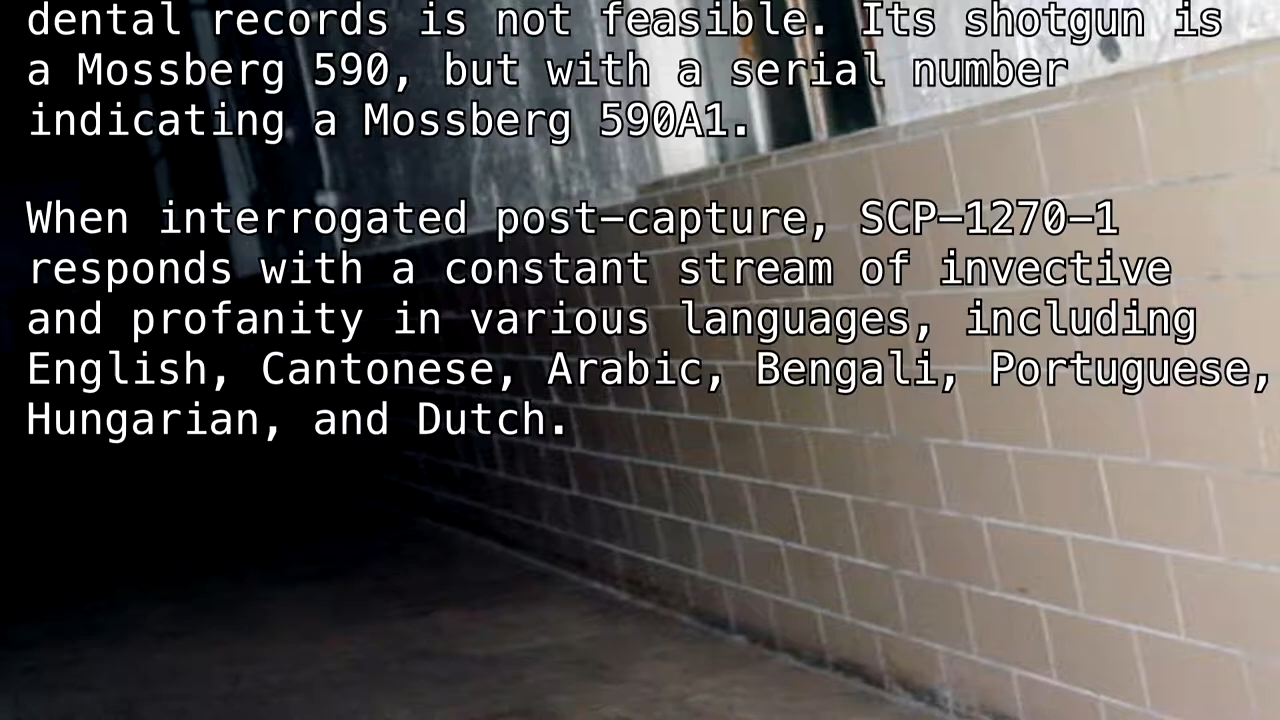 dental records is not feasible. Its shotgun is
a Mossberg 590, but with a serial number
indicating a Mossberg 590A1.
When interrogated post-capture, SCP-1270-1
responds with a constant stream of invective
and profanity in various languages, including
English, Cantonese, Arabic, Bengali, Portuguese,
Hungarian, and Dutch.